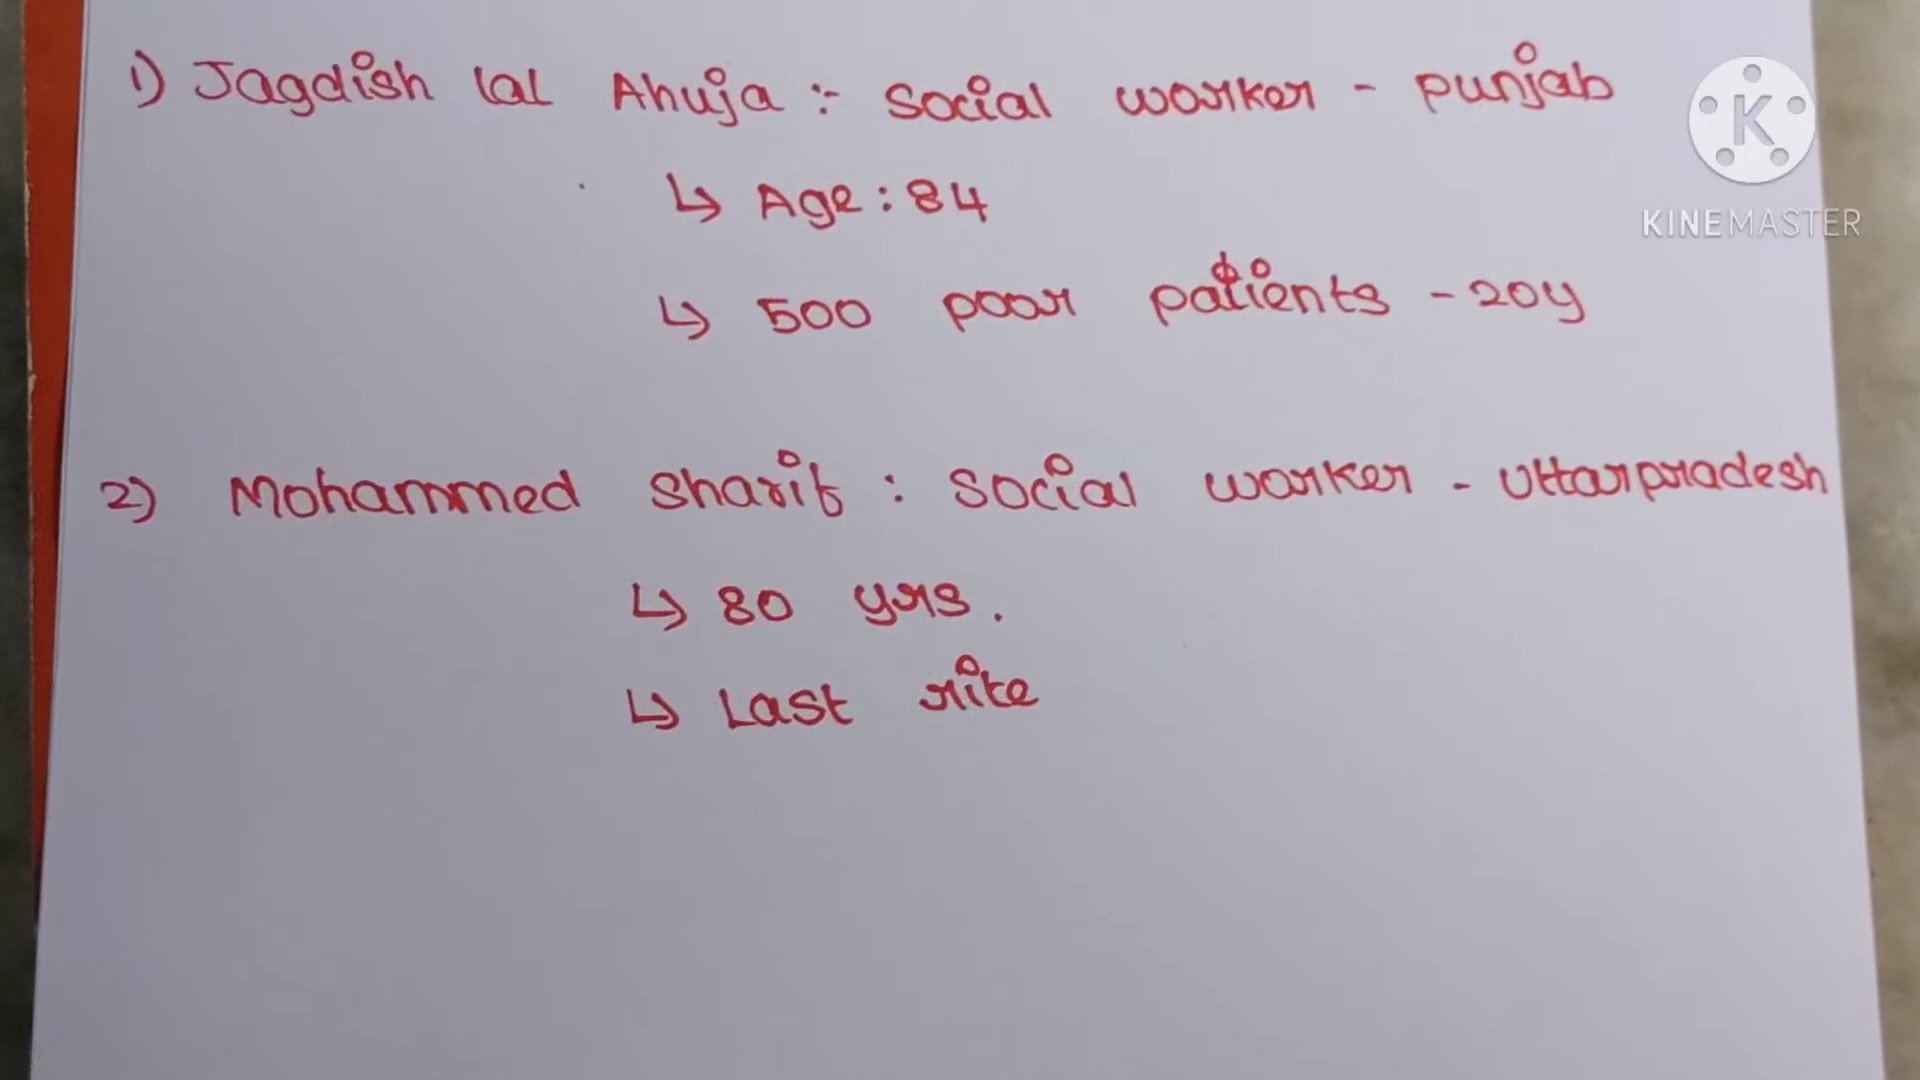 1) Jagdish lal Ahuja :- Social worker - punjab
↳ Age : 84
↳ 500 poor patients - 20y
2) Mohammed Sharif : Social worker - Uttarpradesh
↳ 80 yrs.
↳ Last rite
K
KINEMASTER